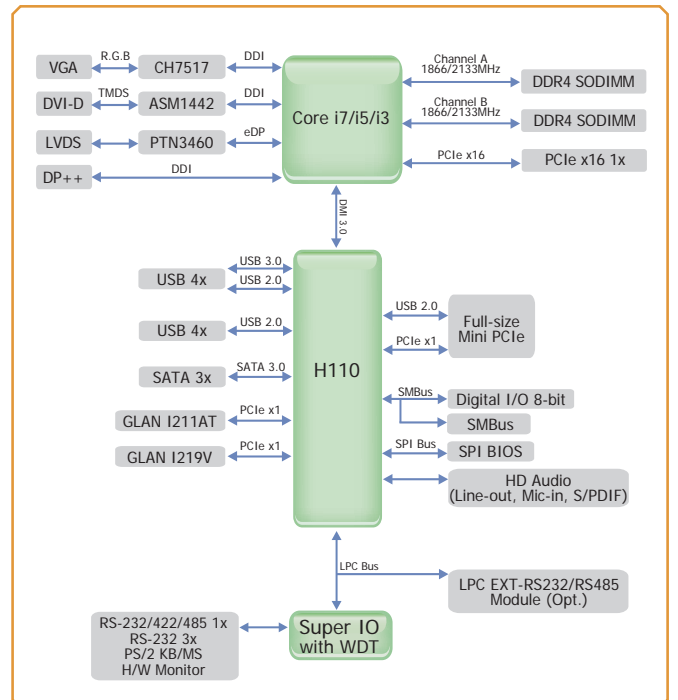 VGA
R.G.B
CH7517
DDI
DVI-D
TMDS
ASM1442
DDI
LVDS
PTN3460
eDP
DP++
DDI
Core i7/i5/i3
Channel A
1866/2133MHz
DDR4 SODIMM
Channel B
1866/2133MHz
DDR4 SODIMM
PCIe x16
PCIe x16 1x
DMI 3.0
USB 4x
USB 3.0
USB 2.0
USB 4x
USB 2.0
SATA 3x
SATA 3.0
GLAN I211AT
PCIe x1
GLAN I219V
PCIe x1
H110
USB 2.0
PCIe x1
Full-size
Mini PCIe
SMBus
Digital I/O 8-bit
SMBus
SPI Bus
SPI BIOS
HD Audio
(Line-out, Mic-in, S/PDIF)
LPC Bus
LPC EXT-RS232/RS485
Module (Opt.)
RS-232/422/485 1x
RS-232 3x
PS/2 KB/MS
H/W Monitor
Super IO
with WDT